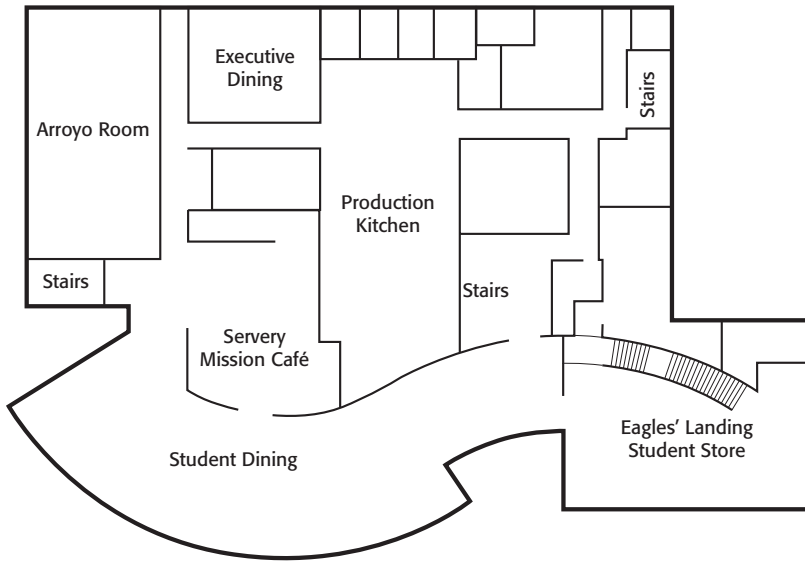 Executive
Dining
Stairs
Arroyo Room
Production
Kitchen
Stairs
Stairs
Servery
Mission Café
Eagles’ Landing
Student Store
Student Dining